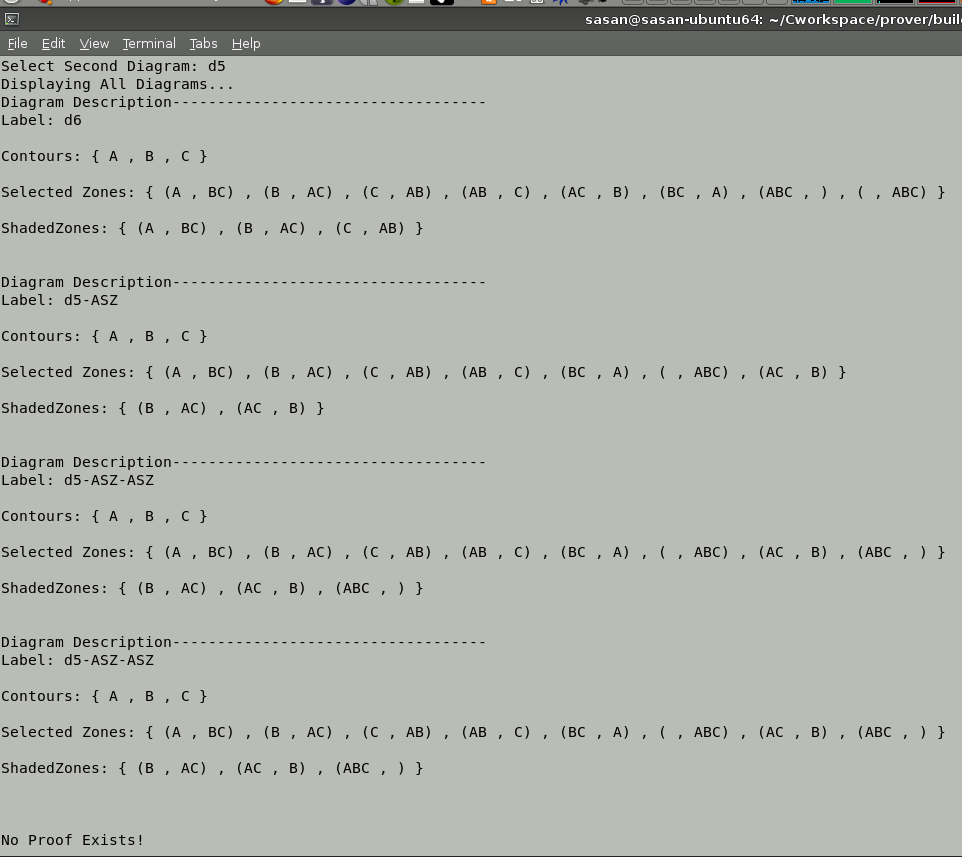 sasan@sasan-ubuntu64: ~/Cworkspace/prover/buil
File Edit View Terminal Tabs Help
Select Second Diagram: d5
Displaying All Diagrams...
Diagram Description-----------------------------------
Label: d6
Contours: { A , B , C }
Selected Zones: { (A , BC) , (B , AC) , (C , AB) , (AB , C) , (AC , B) , (BC , A) , (ABC , ) , ( , ABC) }
ShadedZones: { (A , BC) , (B , AC) , (C , AB) }
Diagram Description-----------------------------------
Label: d5-ASZ
Contours: { A , B , C }
Selected Zones: { (A , BC) , (B , AC) , (C , AB) , (AB , C) , (BC , A) , ( , ABC) , (AC , B) }
ShadedZones: { (B , AC) , (AC , B) }
Diagram Description-----------------------------------
Label: d5-ASZ-ASZ
Contours: { A , B , C }
Selected Zones: { (A , BC) , (B , AC) , (C , AB) , (AB , C) , (BC , A) , ( , ABC) , (AC , B) , (ABC , ) }
ShadedZones: { (B , AC) , (AC , B) , (ABC , ) }
Diagram Description-----------------------------------
Label: d5-ASZ-ASZ
Contours: { A , B , C }
Selected Zones: { (A , BC) , (B , AC) , (C , AB) , (AB , C) , (BC , A) , ( , ABC) , (AC , B) , (ABC , ) }
ShadedZones: { (B , AC) , (AC , B) , (ABC , ) }
No Proof Exists!